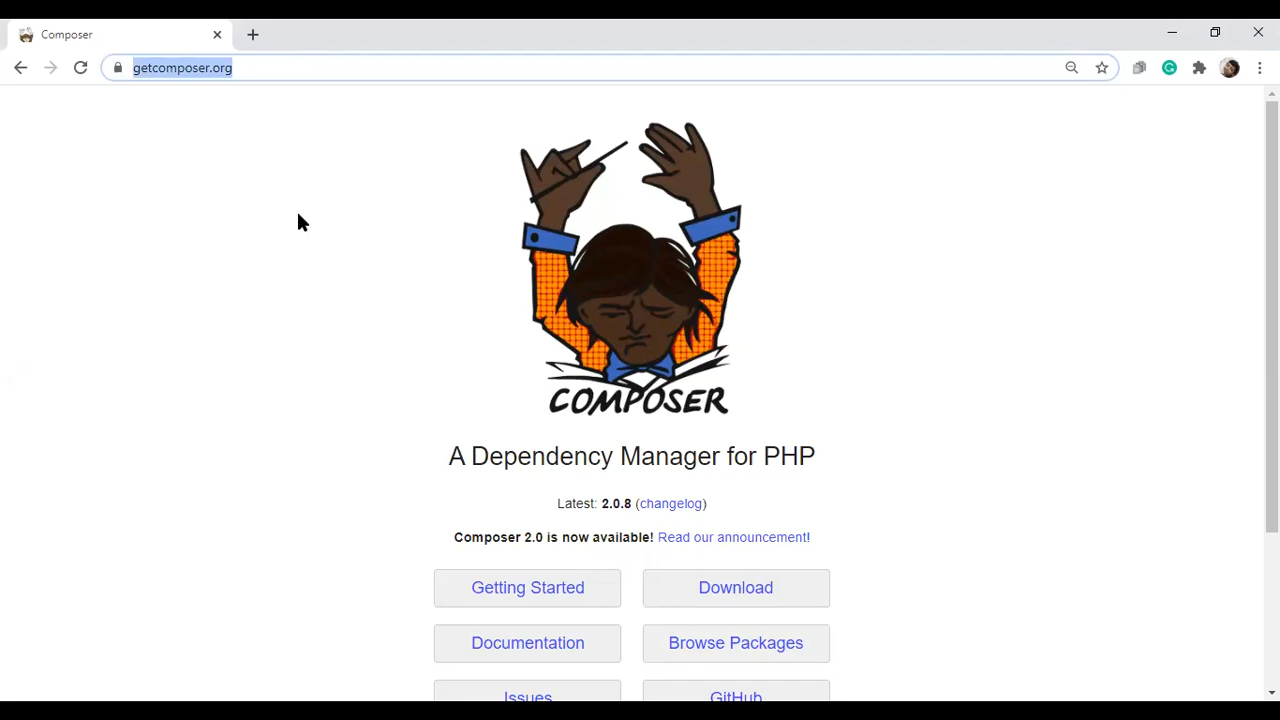 Composer
getcomposer.org
COMPOSER
A Dependency Manager for PHP
Latest: 2.0.8 (changelog)
Composer 2.0 is now available! Read our announcement!
Getting Started
Download
Documentation
Browse Packages
Issues
GitHub